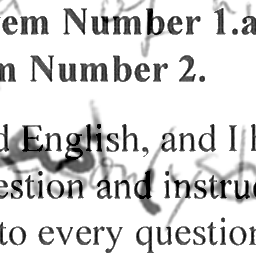 em Number 1.a
m Number 2.
d English, and I h
estion and instruc
to every question